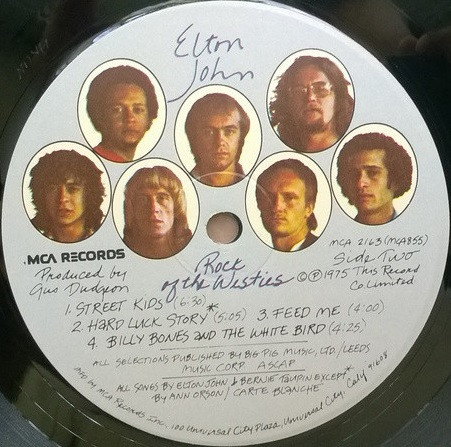 Elton
John
MCA RECORDS
Produced by
Gus Dudgeon
Rock
of the Westies
MCA 2163 (MCA855)
Side Two
℗©1975 This Record
Co. Limited
1. STREET KIDS (6:30)
2. HARD LUCK STORY* (5:05) 3. FEED ME (4:00)
4. BILLY BONES AND THE WHITE BIRD (4:25)
ALL SELECTIONS PUBLISHED BY BIG PIG MUSIC, LTD./LEEDS
MUSIC CORP ASCAP
ALL SONGS BY ELTON JOHN & BERNIE TAUPIN EXCEPT*
BY ANN ORSON/CARTE BLANCHE
by MCA Records Inc., 100 Universal City Plaza, Universal City, Calif 91608